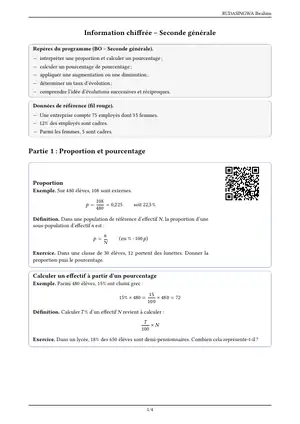 RUDASINGWA Ibrahim
Information chiffrée – Seconde générale
Repères du programme (BO – Seconde générale).
— interpréter une proportion et calculer un pourcentage ;
— calculer un pourcentage de pourcentage ;
— appliquer une augmentation ou une diminution ;
— déterminer un taux d'évolution ;
— comprendre l'idée d'évolutions successives et réciproques.
Données de référence (fil rouge).
— Une entreprise compte 75 employés dont 35 femmes.
— 12% des employés sont cadres.
— Parmi les femmes, 5 sont cadres.
Partie 1 : Proportion et pourcentage
Proportion
Exemple. Sur 480 élèves, 108 sont externes.
p = 108/480 = 0,225 soit 22,5%
Définition. Dans une population de référence d'effectif N, la proportion d'une
sous-population d'effectif n est :
p = n/N (en % : 100p)
Exercice. Dans une classe de 30 élèves, 12 portent des lunettes. Donner la
proportion puis le pourcentage.
Calculer un effectif à partir d'un pourcentage
Exemple. Parmi 480 élèves, 15% ont choisi grec
15% × 480 = 15/100 × 480 = 72
Définition. Calculer T% d'un effectif N revient à calculer :
T/100 × N
Exercice. Dans un lycée, 18% des 650 élèves sont demi-pensionnaires. Combien cela représente-t-il ?
1/4